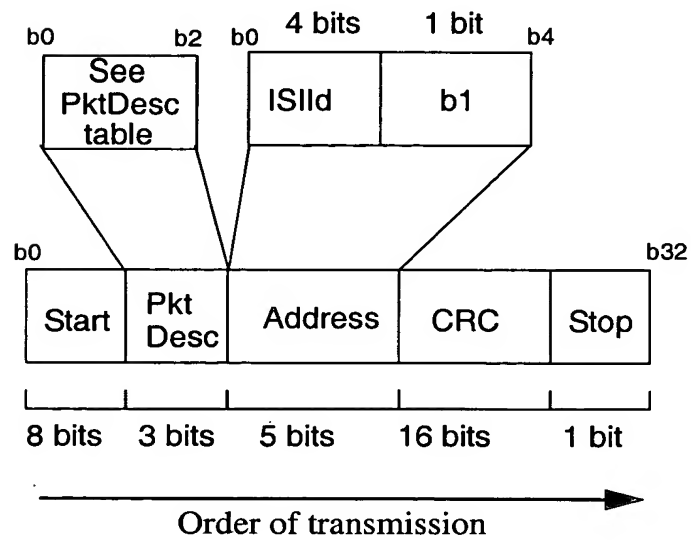 4 bits 1 bit
b0 b2 b0 b4
See
PktDesc
table
ISIId b1
b0 b32
Start Pkt
Desc Address CRC Stop
8 bits 3 bits 5 bits 16 bits 1 bit
Order of transmission